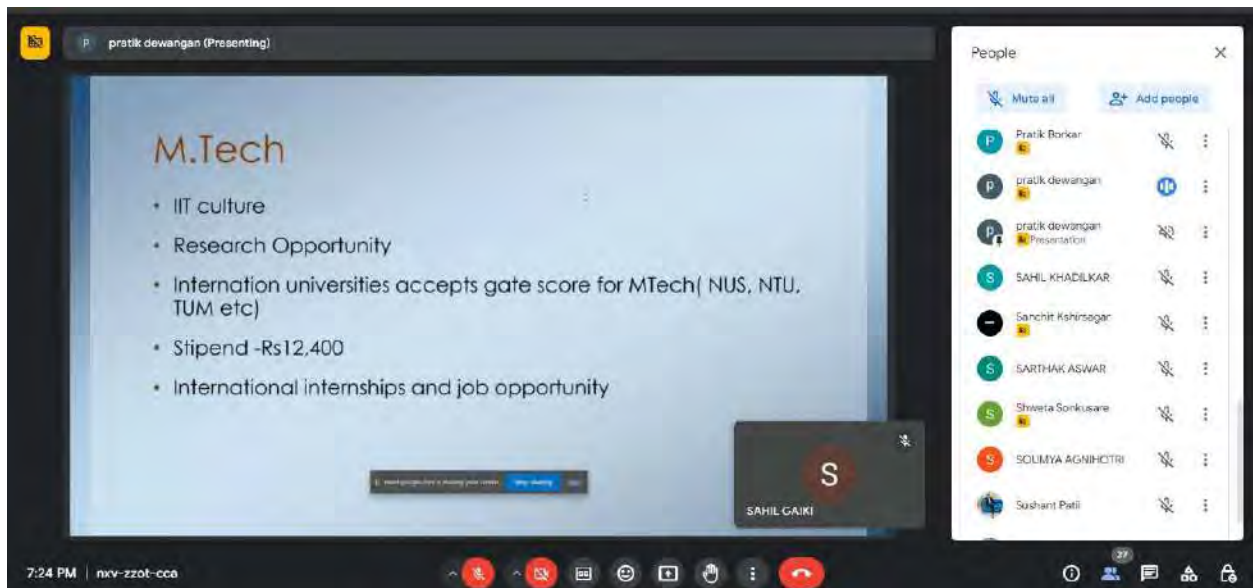 P pratik dewangan (Presenting)
M.Tech
• IIT culture
• Research Opportunity
• Internation universities accepts gate score for MTech( NUS, NTU,
TUM etc)
• Stipend -Rs12,400
• International internships and job opportunity
Stop sharing
S
SAHIL GAIKI
People
Mute all
Add people
P Pratik Borkar
P pratik dewangan
P pratik dewangan
Presentation
S SAHIL KHADILKAR
Sanchit Kshirsagar
S SARTHAK ASWAR
S Shweta Sonkusare
S SOUMYA AGNIHOTRI
Sushant Patil
7:24 PM | nxv-zzot-cca
27